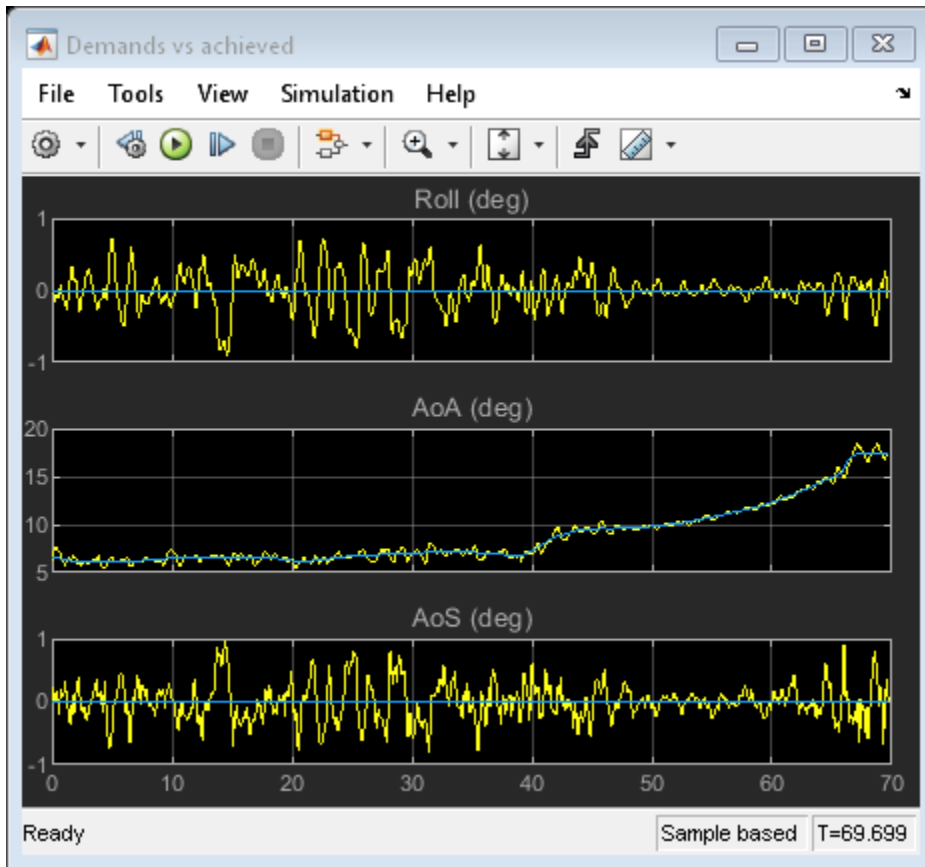 Demands vs achieved
File Tools View Simulation Help
Roll (deg)
1
0
-1
AoA (deg)
20
15
10
5
AoS (deg)
1
0
-1
0 10 20 30 40 50 60 70
Ready Sample based T=69.699